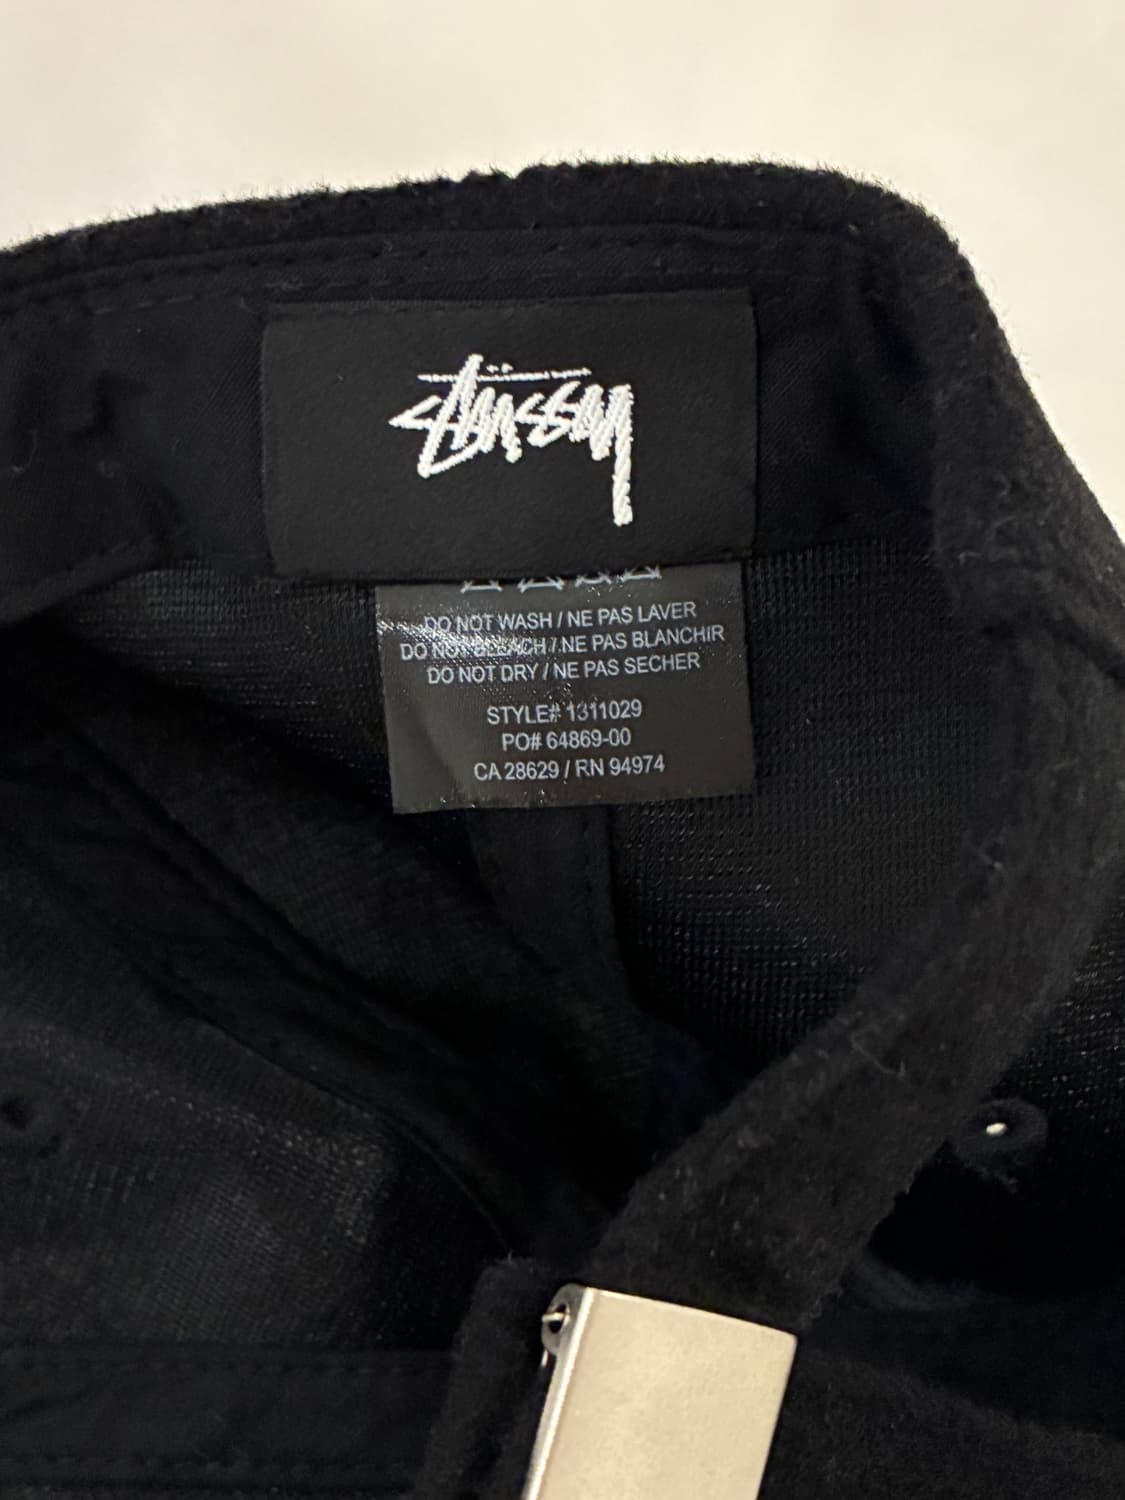 Stüssy
DO NOT WASH / NE PAS LAVER
DO NOT BLEACH / NE PAS BLANCHIR
DO NOT DRY / NE PAS SECHER
STYLE# 1311029
PO# 64869-00
CA 28629 / RN 94974